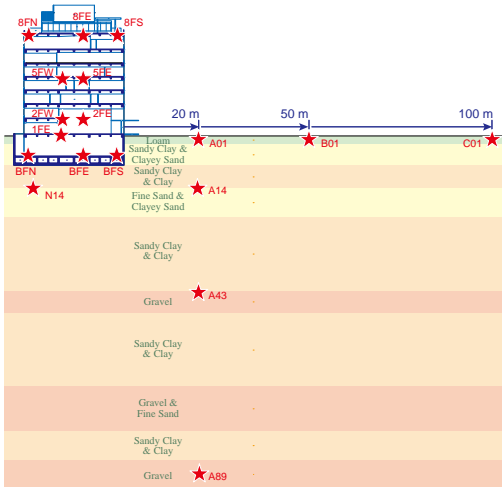 8FE
8FN
8FS
5FW
5FE
2FW
2FE
1FE
20 m
50 m
100 m
Loam
A01
B01
C01
Sandy Clay &
Clayey Sand
BFN
BFE
BFS
Sandy Clay
& Clay
N14
A14
Fine Sand &
Clayey Sand
Sandy Clay
& Clay
A43
Gravel
Sandy Clay
& Clay
Gravel &
Fine Sand
Sandy Clay
& Clay
Gravel
A89